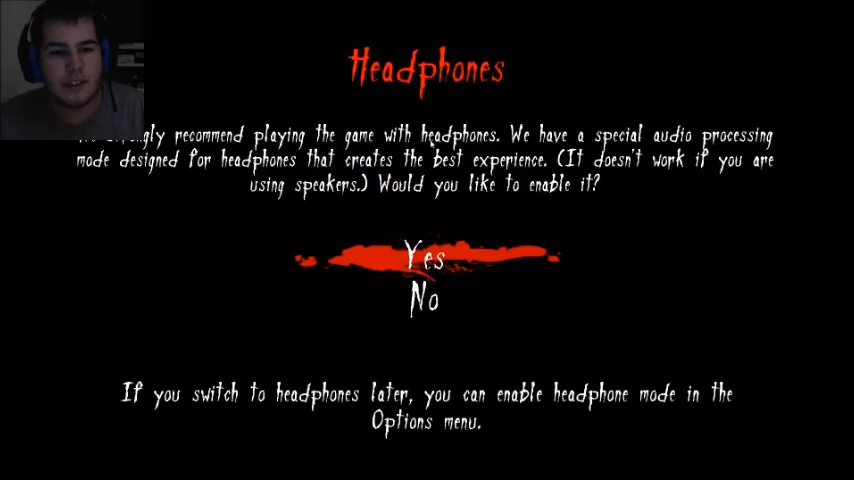 Headphones
strongly recommend playing the game with headphones. We have a special audio processing
mode designed for headphones that creates the best experience. (It doesn't work if you are
using speakers.) Would you like to enable it?
Yes
No
If you switch to headphones later, you can enable headphone mode in the
Options menu.